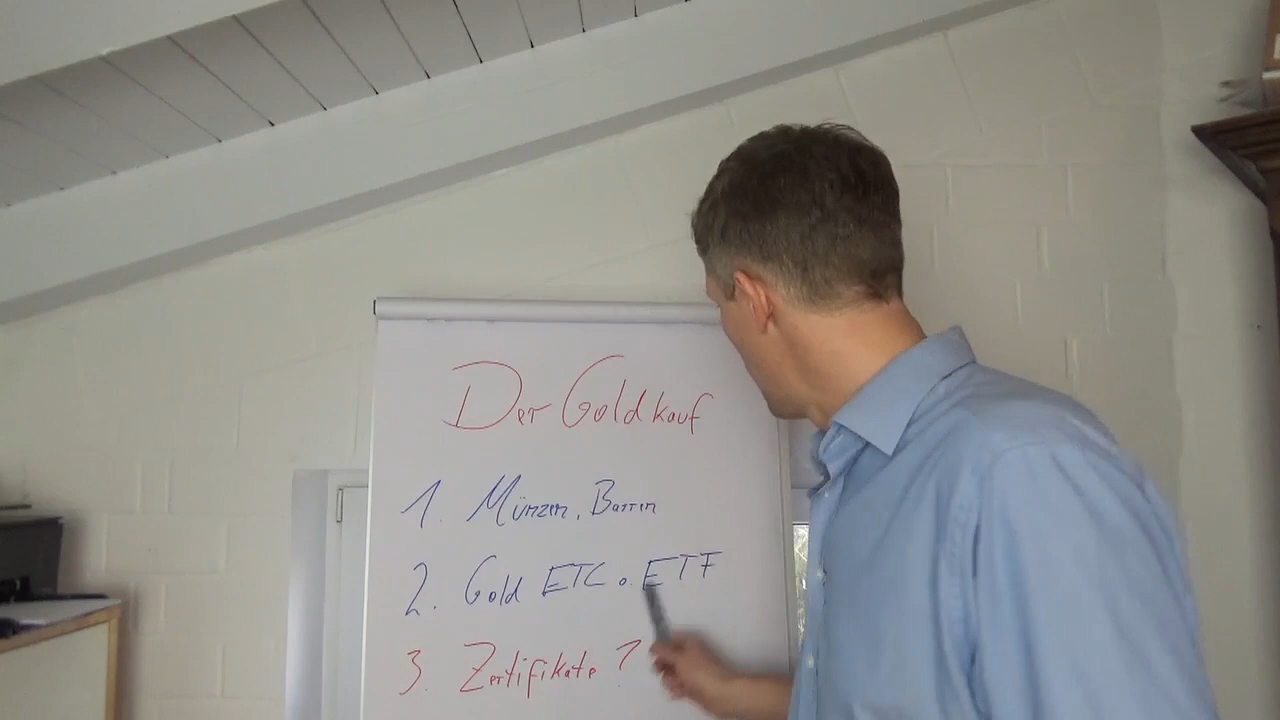 Der Goldkauf
1. Münzen, Barren
2. Gold ETC o. ETF
3. Zertifikate?